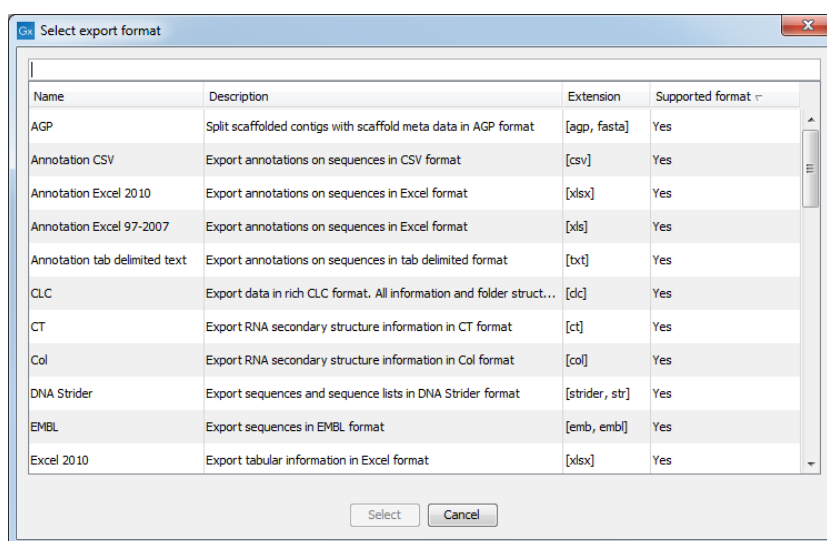 Gx Select export format
Name Description Extension Supported format
AGP Split scaffolded contigs with scaffold meta data in AGP format [agp, fasta] Yes
Annotation CSV Export annotations on sequences in CSV format [csv] Yes
Annotation Excel 2010 Export annotations on sequences in Excel format [xlsx] Yes
Annotation Excel 97-2007 Export annotations on sequences in Excel format [xls] Yes
Annotation tab delimited text Export annotations on sequences in tab delimited format [txt] Yes
CLC Export data in rich CLC format. All information and folder struct... [clc] Yes
CT Export RNA secondary structure information in CT format [ct] Yes
Col Export RNA secondary structure information in Col format [col] Yes
DNA Strider Export sequences and sequence lists in DNA Strider format [strider, str] Yes
EMBL Export sequences in EMBL format [emb, embl] Yes
Excel 2010 Export tabular information in Excel format [xlsx] Yes
Select Cancel